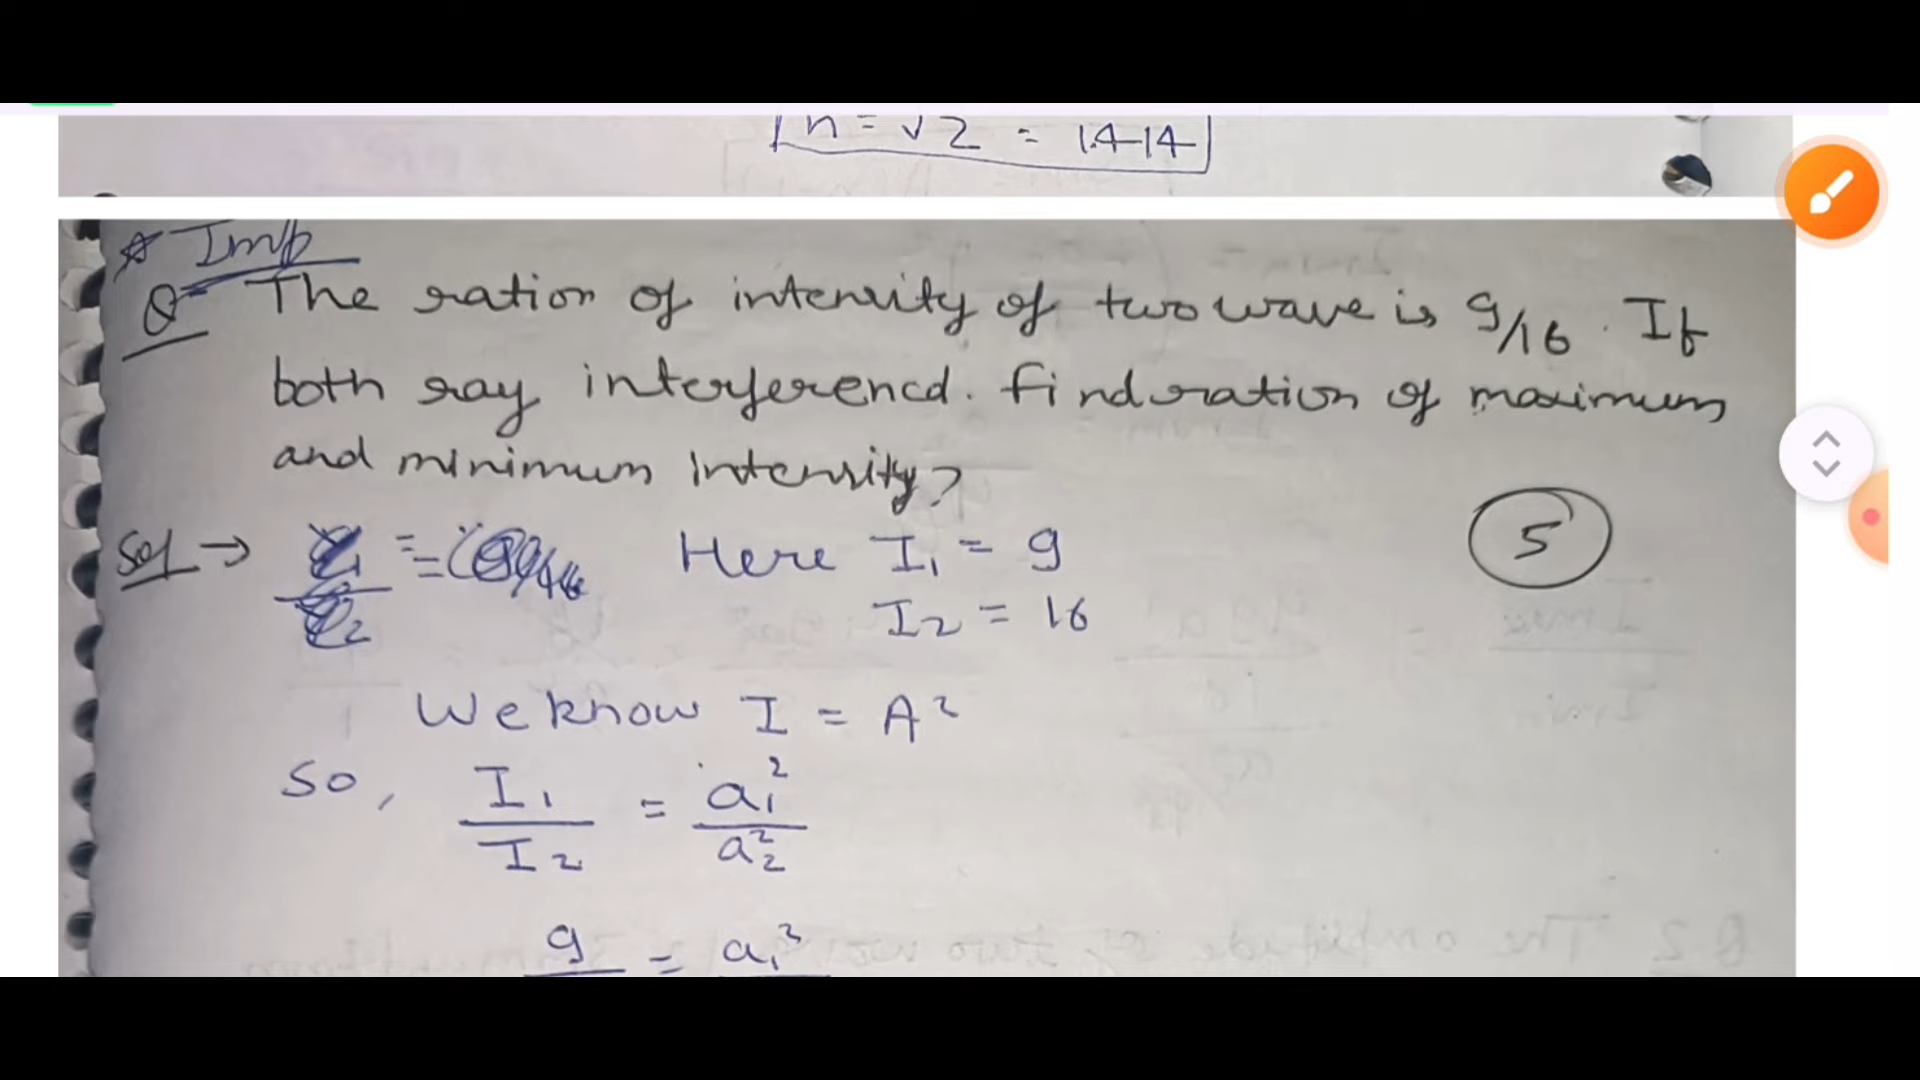 n = √2 = 1.414
Imp
Q The ration of intensity of two wave is 9/16. If
both ray interferencd. find ration of maximum
and minimum intensity?
Sol → Here I₁ = 9
5
I₂ = 16
We know I = A²
So, I₁/I₂ = a₁²/a₂²
9 = a₁²